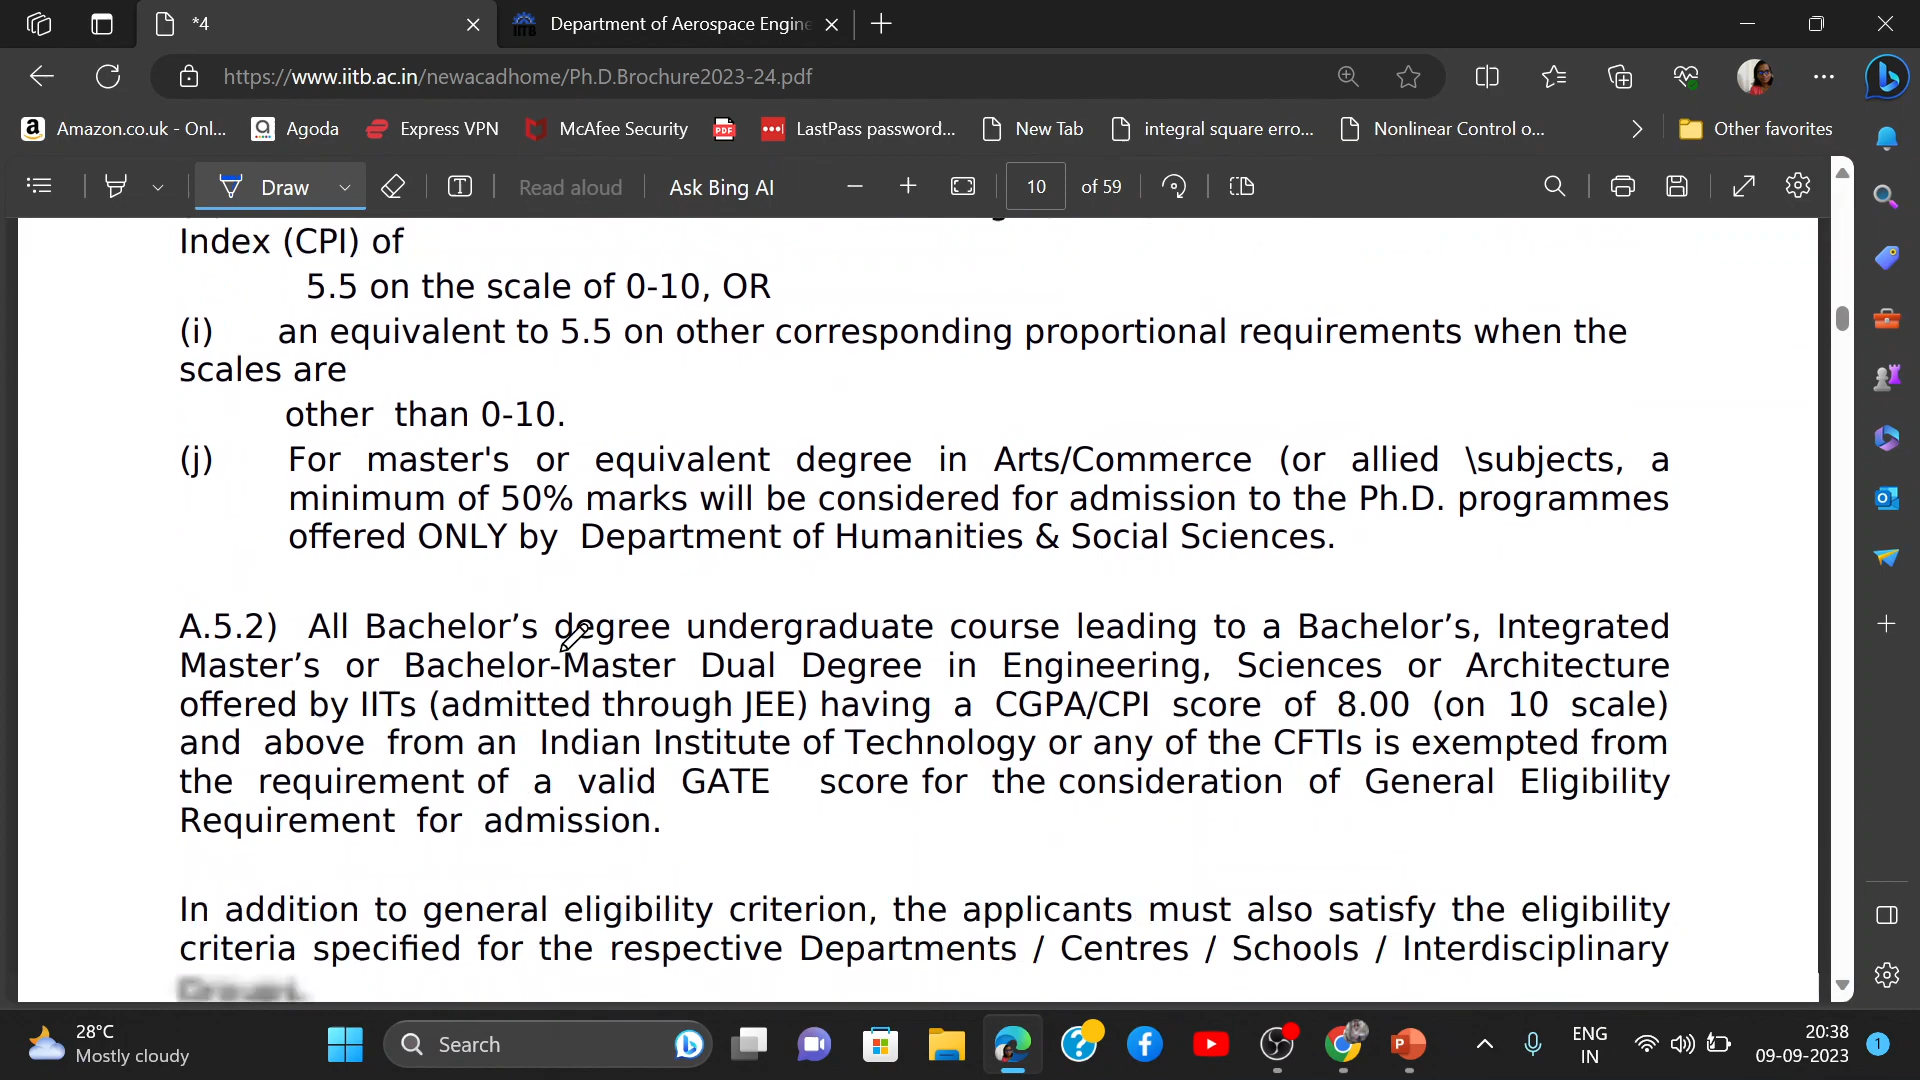 *4
Department of Aerospace Engine
https://www.iitb.ac.in/newacadhome/Ph.D.Brochure2023-24.pdf
Amazon.co.uk - Onl...
Agoda
Express VPN
McAfee Security
PDF
LastPass password...
New Tab
integral square erro...
Nonlinear Control o...
Other favorites
Draw
Read aloud
Ask Bing AI
10
of 59
Index (CPI) of
5.5 on the scale of 0-10, OR
(i) an equivalent to 5.5 on other corresponding proportional requirements when the
scales are
other than 0-10.
(j) For master's or equivalent degree in Arts/Commerce (or allied \subjects, a
minimum of 50% marks will be considered for admission to the Ph.D. programmes
offered ONLY by Department of Humanities & Social Sciences.
A.5.2) All Bachelor’s degree undergraduate course leading to a Bachelor’s, Integrated
Master’s or Bachelor-Master Dual Degree in Engineering, Sciences or Architecture
offered by IITs (admitted through JEE) having a CGPA/CPI score of 8.00 (on 10 scale)
and above from an Indian Institute of Technology or any of the CFTIs is exempted from
the requirement of a valid GATE score for the consideration of General Eligibility
Requirement for admission.
In addition to general eligibility criterion, the applicants must also satisfy the eligibility
criteria specified for the respective Departments / Centres / Schools / Interdisciplinary
28°C
Mostly cloudy
Search
ENG
IN
20:38
09-09-2023
1